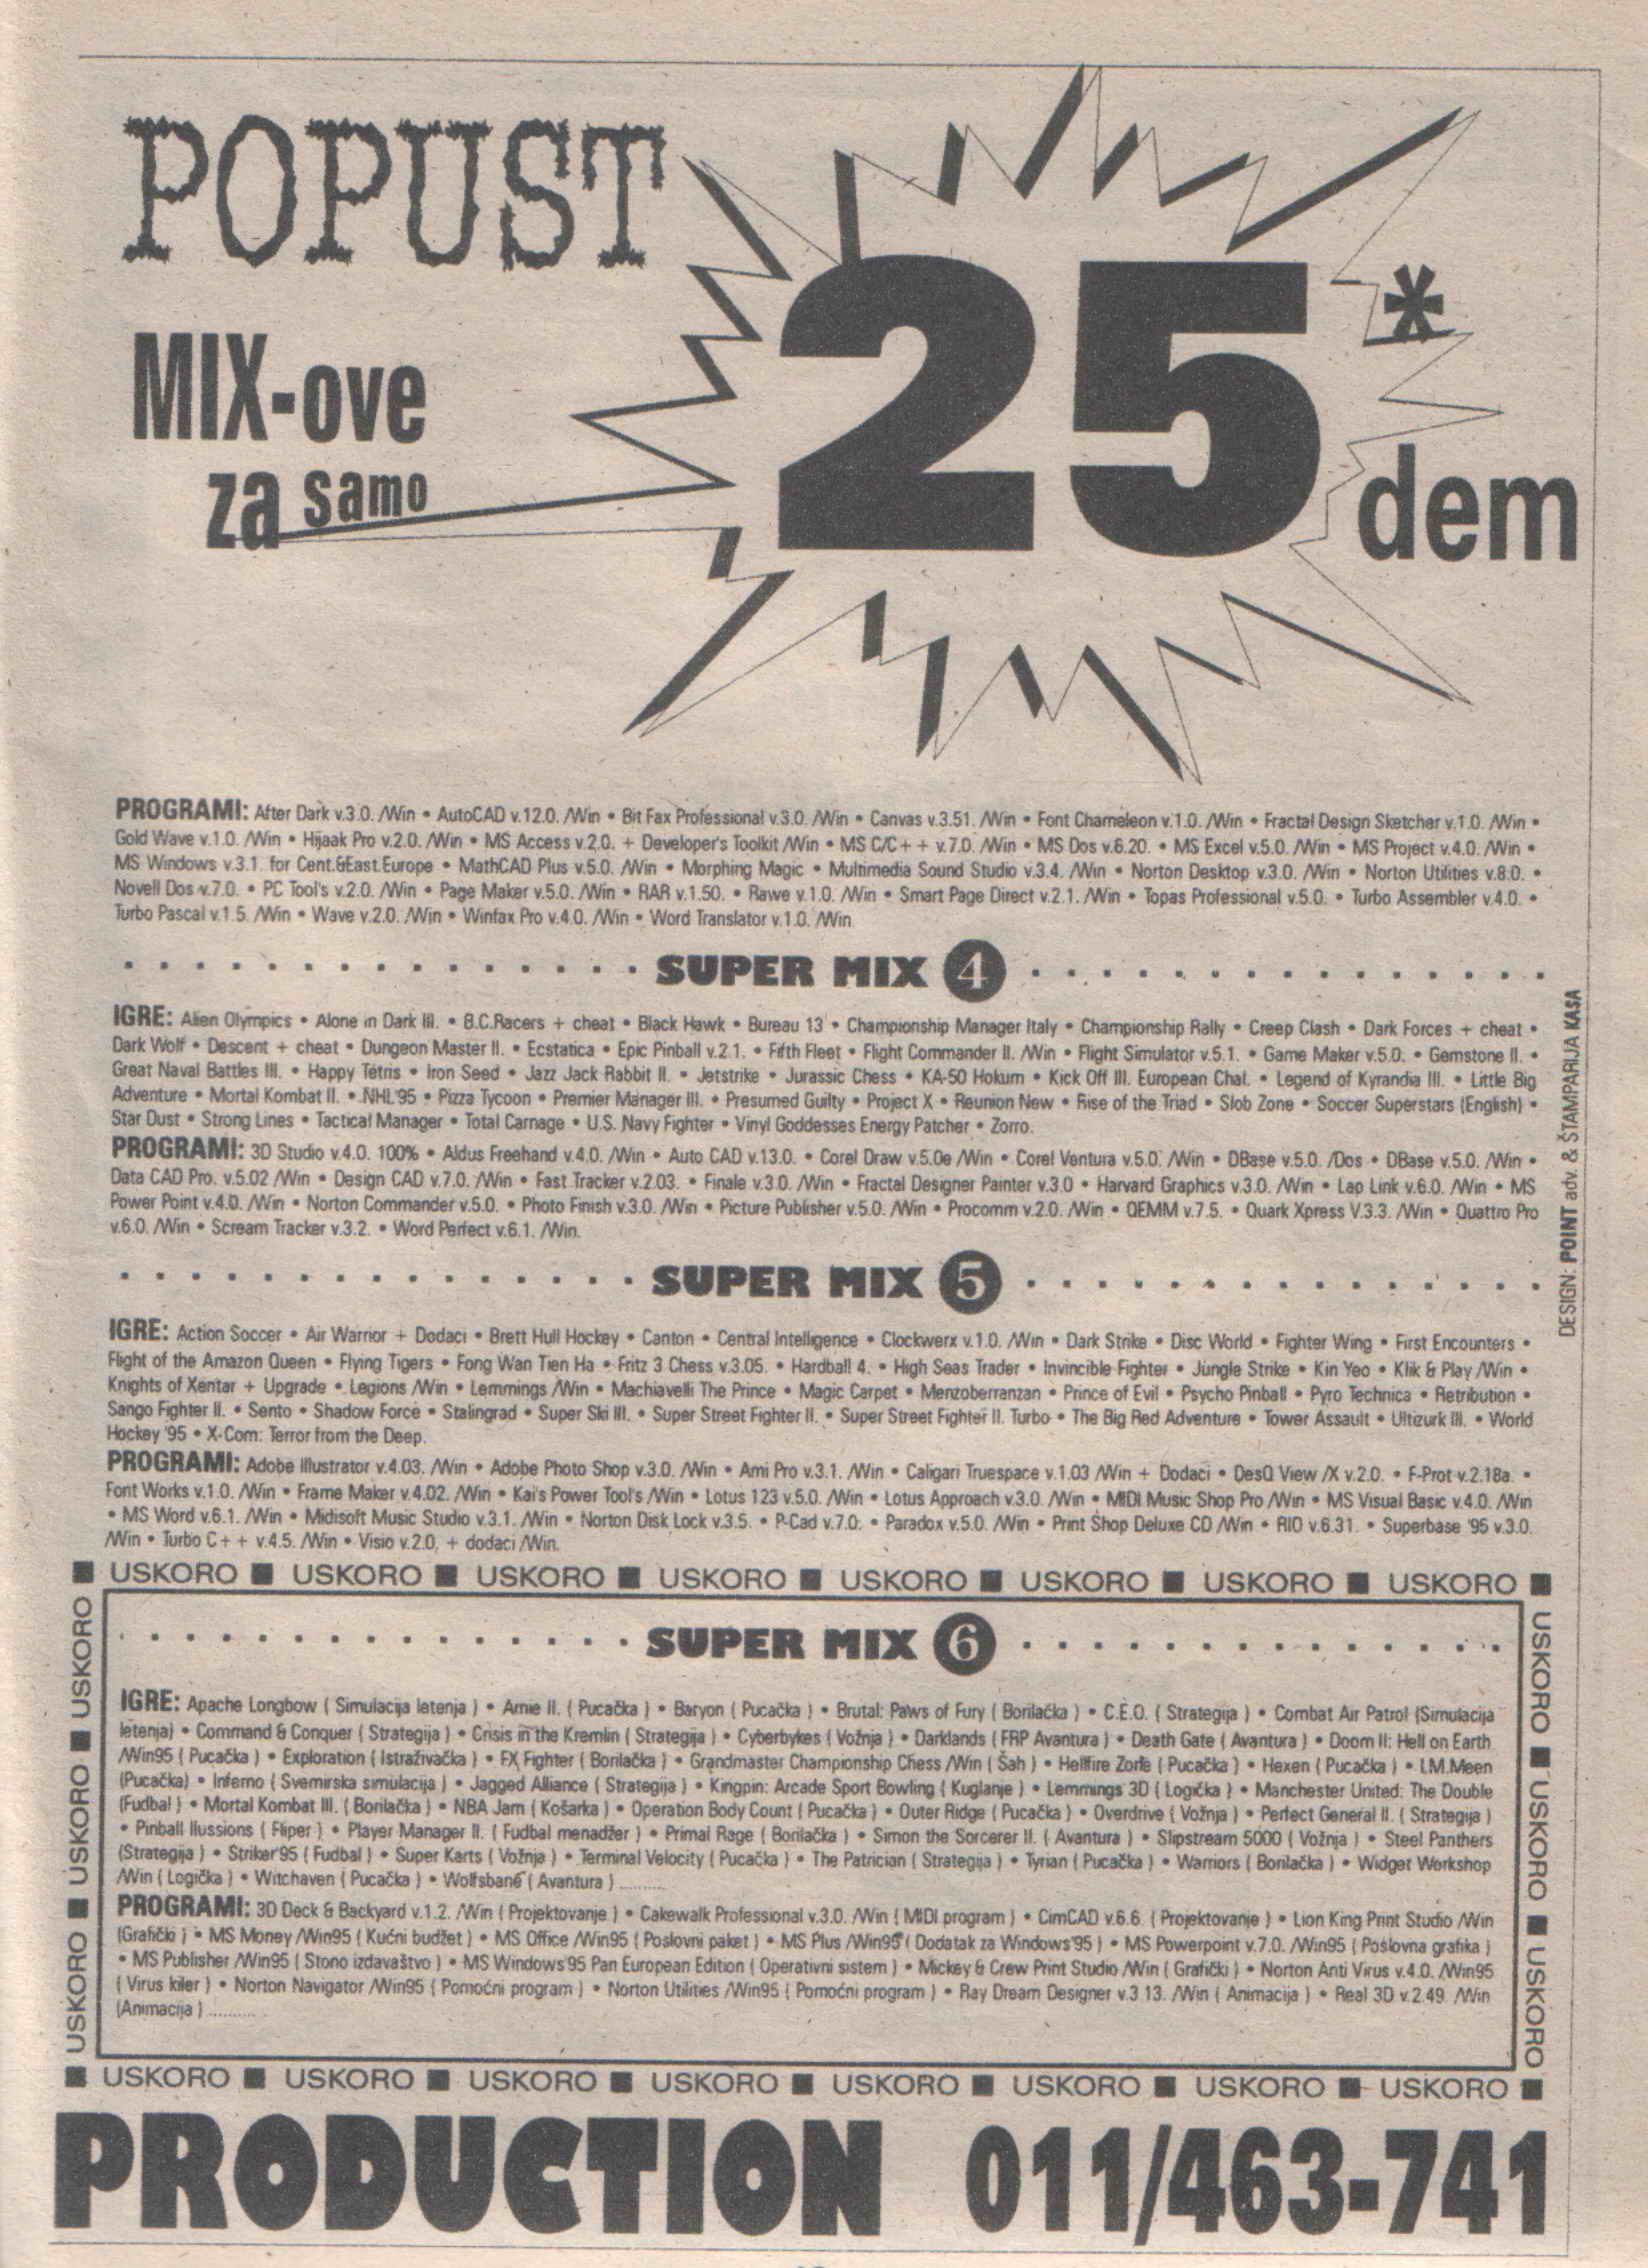 POPUST
MIX-ove
za samo
25*
dem
PROGRAMI: After Dark v.3.0. /Win • AutoCAD v.12.0. /Win • Bit Fax Professional v.3.0. /Win • Canvas v.3.51. /Win • Font Chameleon v.1.0. /Win • Fractal Design Sketcher v.1.0. /Win •
Gold Wave v.1.0. /Win • Hijaak Pro v.2.0. /Win • MS Access v.2.0. + Developer's Toolkit /Win • MS C/C++ v.7.0. /Win • MS Dos v.6.20. • MS Excel v.5.0. /Win • MS Project v.4.0. /Win •
MS Windows v.3.1. for Cent.&East.Europe • MathCAD Plus v.5.0. /Win • Morphing Magic • Multimedia Sound Studio v.3.4. /Win • Norton Desktop v.3.0. /Win • Norton Utilities v.8.0. •
Novell Dos v.7.0. • PC Tool's v.2.0. /Win • Page Maker v.5.0. /Win • RAR v.1.50. • Rawe v.1.0. /Win • Smart Page Direct v.2.1. /Win • Topas Professional v.5.0. • Turbo Assembler v.4.0. •
Turbo Pascal v.1.5. /Win • Wave v.2.0. /Win • Winfax Pro v.4.0. /Win • Word Translator v.1.0. /Win
SUPER MIX 4
IGRE: Alien Olympics • Alone in Dark III. • B.C.Racers + cheat • Black Hawk • Bureau 13 • Championship Manager Italy • Championship Rally • Creep Clash • Dark Forces + cheat •
Dark Wolf • Descent + cheat • Dungeon Master II. • Ecstatica • Epic Pinball v.2.1. • Fifth Fleet • Flight Commander II. /Win • Flight Simulator v.5.1. • Game Maker v.5.0. • Gemstone II. •
Great Naval Battles III. • Happy Tetris • Iron Seed • Jazz Jack Rabbit II. • Jetstrike • Jurassic Chess • KA-50 Hokum • Kick Off III. European Chal. • Legend of Kyrandia III. • Little Big
Adventure • Mortal Kombat II. • NHL'95 • Pizza Tycoon • Premier Manager III. • Presumed Guilty • Project X • Reunion New • Rise of the Triad • Slob Zone • Soccer Superstars (English) •
Star Dust • Strong Lines • Tactical Manager • Total Carnage • U.S. Navy Fighter • Vinyl Goddesses Energy Patcher • Zorro.
PROGRAMI: 3D Studio v.4.0. 100% • Aldus Freehand v.4.0. /Win • Auto CAD v.13.0. • Corel Draw v.5.0e /Win • Corel Ventura v.5.0. /Win • DBase v.5.0. /Dos • DBase v.5.0. /Win •
Data CAD Pro. v.5.02 /Win • Design CAD v.7.0. /Win • Fast Tracker v.2.03. • Finale v.3.0. /Win • Fractal Designer Painter v.3.0 • Harvard Graphics v.3.0. /Win • Lap Link v.6.0. /Win • MS
Power Point v.4.0. /Win • Norton Commander v.5.0. • Photo Finish v.3.0. /Win • Picture Publisher v.5.0. /Win • Procomm v.2.0. /Win • QEMM v.7.5. • Quark Xpress V.3.3. /Win • Quattro Pro
v.6.0. /Win • Scream Tracker v.3.2. • Word Perfect v.6.1. /Win.
SUPER MIX 5
IGRE: Action Soccer • Air Warrior + Dodaci • Brett Hull Hockey • Canton • Central Intelligence • Clockwerx v.1.0. /Win • Dark Strike • Disc World • Fighter Wing • First Encounters •
Flight of the Amazon Queen • Flying Tigers • Fong Wan Tien Ha • Fritz 3 Chess v.3.05. • Hardball 4. • High Seas Trader • Invincible Fighter • Jungle Strike • Kin Yeo • Klik & Play /Win •
Knights of Xentar + Upgrade • Legions /Win • Lemmings /Win • Machiavelli The Prince • Magic Carpet • Menzoberranzan • Prince of Evil • Psycho Pinball • Pyro Technica • Retribution •
Sango Fighter II. • Sento • Shadow Force • Stalingrad • Super Ski III. • Super Street Fighter II. • Super Street Fighter II. Turbo • The Big Red Adventure • Tower Assault • Ultizurk III. • World
Hockey '95 • X-Com: Terror from the Deep.
PROGRAMI: Adobe Illustrator v.4.03. /Win • Adobe Photo Shop v.3.0. /Win • Ami Pro v.3.1. /Win • Caligari Truespace v.1.03 /Win + Dodaci • DesQ View /X v.2.0. • F-Prot v.2.18a. •
Font Works v.1.0. /Win • Frame Maker v.4.02. /Win • Kai's Power Tool's /Win • Lotus 123 v.5.0. /Win • Lotus Approach v.3.0. /Win • MIDI Music Shop Pro /Win • MS Visual Basic v.4.0. /Win
• MS Word v.6.1. /Win • Midisoft Music Studio v.3.1. /Win • Norton Disk Lock v.3.5. • P-Cad v.7.0. • Paradox v.5.0. /Win • Print Shop Deluxe CD /Win • RIO v.6.31. • Superbase '95 v.3.0.
/Win • Turbo C++ v.4.5. /Win • Visio v.2.0. + dodaci /Win.
DESIGN: POINT adv. & ŠTAMPARIJA KASA
■ USKORO ■ USKORO ■ USKORO ■ USKORO ■ USKORO ■ USKORO ■ USKORO ■ USKORO ■
USKORO ■ USKORO ■ USKORO
SUPER MIX 6
IGRE: Apache Longbow ( Simulacija letenja ) • Arnie II. ( Pucačka ) • Baryon ( Pucačka ) • Brutal: Paws of Fury ( Borilačka ) • C.E.O. ( Strategija ) • Combat Air Patrol (Simulacija
letenja) • Command & Conquer ( Strategija ) • Crisis in the Kremlin ( Strategija ) • Cyberbykes ( Vožnja ) • Darklands ( FRP Avantura ) • Death Gate ( Avantura ) • Doom II: Hell on Earth
/Win95 ( Pucačka ) • Exploration ( Istraživačka ) • FX Fighter ( Borilačka ) • Grandmaster Championship Chess /Win ( Šah ) • Hellfire Zone ( Pucačka ) • Hexen ( Pucačka ) • I.M.Meen
(Pucačka) • Inferno ( Svemirska simulacija ) • Jagged Alliance ( Strategija ) • Kingpin: Arcade Sport Bowling ( Kuglanje ) • Lemmings 3D ( Logička ) • Manchester United: The Double
(Fudbal ) • Mortal Kombat III. ( Borilačka ) • NBA Jam ( Košarka ) • Operation Body Count ( Pucačka ) • Outer Ridge ( Pucačka ) • Overdrive ( Vožnja ) • Perfect General II. ( Strategija )
• Pinball Ilussions ( Fliper ) • Player Manager II. ( Fudbal menadžer ) • Primal Rage ( Borilačka ) • Simon the Sorcerer II. ( Avantura ) • Slipstream 5000 ( Vožnja ) • Steel Panthers
(Strategija ) • Striker'95 ( Fudbal ) • Super Karts ( Vožnja ) • Terminal Velocity ( Pucačka ) • The Patrician ( Strategija ) • Tyrian ( Pucačka ) • Warriors ( Borilačka ) • Widget Workshop
/Win ( Logička ) • Witchaven ( Pucačka ) • Wolfsbane ( Avantura ) ..........
PROGRAMI: 3D Deck & Backyard v.1.2. /Win ( Projektovanje ) • Cakewalk Professional v.3.0. /Win ( MIDI program ) • CimCAD v.6.6. ( Projektovanje ) • Lion King Print Studio /Win
(Grafički ) • MS Money /Win95 ( Kućni budžet ) • MS Office /Win95 ( Poslovni paket ) • MS Plus /Win95 ( Dodatak za Windows'95 ) • MS Powerpoint v.7.0. /Win95 ( Poslovna grafika )
• MS Publisher /Win95 ( Stono izdavaštvo ) • MS Windows'95 Pan European Edition ( Operativni sistem ) • Mickey & Crew Print Studio /Win ( Grafički ) • Norton Anti Virus v.4.0. /Win95
( Virus kiler ) • Norton Navigator /Win95 ( Pomoćni program ) • Norton Utilities /Win95 ( Pomoćni program ) • Ray Dream Designer v.3.13. /Win ( Animacija ) • Real 3D v.2.49. /Win
(Animacija ) ..........
USKORO ■ USKORO ■ USKORO
■ USKORO ■ USKORO ■ USKORO ■ USKORO ■ USKORO ■ USKORO ■ USKORO ■ USKORO ■
PRODUCTION 011/463-741